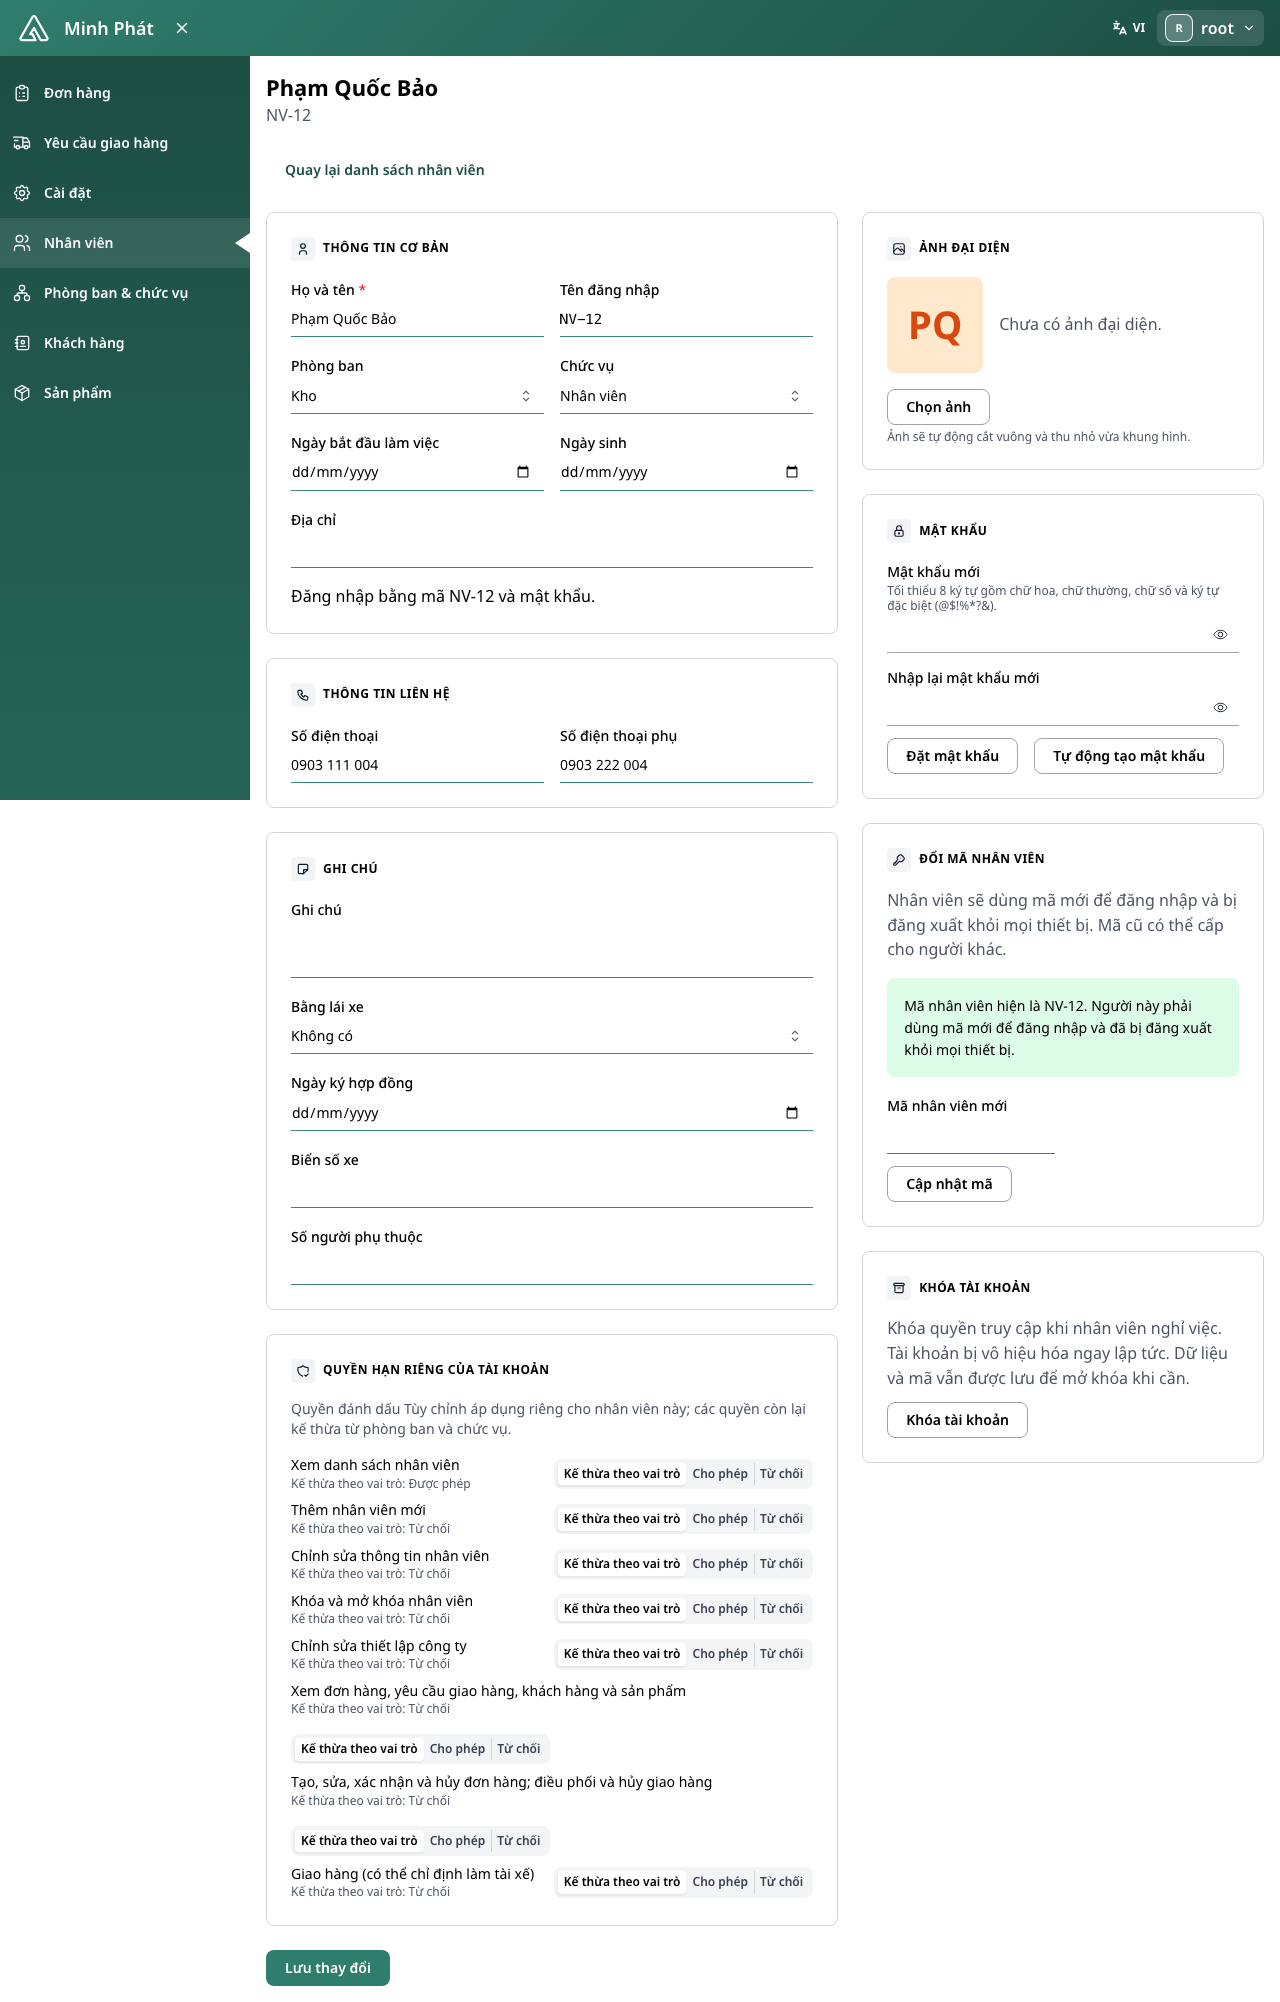 Minh Phát
VI
R
root
Đơn hàng
Yêu cầu giao hàng
Cài đặt
Nhân viên
Phòng ban & chức vụ
Khách hàng
Sản phẩm
Phạm Quốc Bảo
NV-12
Quay lại danh sách nhân viên
THÔNG TIN CƠ BẢN
Họ và tên *
Tên đăng nhập
Phạm Quốc Bảo
NV–12
Phòng ban
Chức vụ
Kho
Nhân viên
Ngày bắt đầu làm việc
Ngày sinh
dd/mm/yyyy
dd/mm/yyyy
Địa chỉ
Đăng nhập bằng mã NV-12 và mật khẩu.
THÔNG TIN LIÊN HỆ
Số điện thoại
Số điện thoại phụ
0903 111 004
0903 222 004
GHI CHÚ
Ghi chú
Bằng lái xe
Không có
Ngày ký hợp đồng
dd/mm/yyyy
Biển số xe
Số người phụ thuộc
QUYỀN HẠN RIÊNG CỦA TÀI KHOẢN
Quyền đánh dấu Tùy chỉnh áp dụng riêng cho nhân viên này; các quyền còn lại
kế thừa từ phòng ban và chức vụ.
Xem danh sách nhân viên
Kế thừa theo vai trò: Được phép
Kế thừa theo vai trò Cho phép Từ chối
Thêm nhân viên mới
Kế thừa theo vai trò: Từ chối
Kế thừa theo vai trò Cho phép Từ chối
Chỉnh sửa thông tin nhân viên
Kế thừa theo vai trò: Từ chối
Kế thừa theo vai trò Cho phép Từ chối
Khóa và mở khóa nhân viên
Kế thừa theo vai trò: Từ chối
Kế thừa theo vai trò Cho phép Từ chối
Chỉnh sửa thiết lập công ty
Kế thừa theo vai trò: Từ chối
Kế thừa theo vai trò Cho phép Từ chối
Xem đơn hàng, yêu cầu giao hàng, khách hàng và sản phẩm
Kế thừa theo vai trò: Từ chối
Kế thừa theo vai trò Cho phép Từ chối
Tạo, sửa, xác nhận và hủy đơn hàng; điều phối và hủy giao hàng
Kế thừa theo vai trò: Từ chối
Kế thừa theo vai trò Cho phép Từ chối
Giao hàng (có thể chỉ định làm tài xế)
Kế thừa theo vai trò: Từ chối
Kế thừa theo vai trò Cho phép Từ chối
Lưu thay đổi
ẢNH ĐẠI DIỆN
PQ
Chưa có ảnh đại diện.
Chọn ảnh
Ảnh sẽ tự động cắt vuông và thu nhỏ vừa khung hình.
MẬT KHẨU
Mật khẩu mới
Tối thiểu 8 ký tự gồm chữ hoa, chữ thường, chữ số và ký tự
đặc biệt (@$!%*?&).
Nhập lại mật khẩu mới
Đặt mật khẩu
Tự động tạo mật khẩu
ĐỔI MÃ NHÂN VIÊN
Nhân viên sẽ dùng mã mới để đăng nhập và bị
đăng xuất khỏi mọi thiết bị. Mã cũ có thể cấp
cho người khác.
Mã nhân viên hiện là NV-12. Người này phải
dùng mã mới để đăng nhập và đã bị đăng xuất
khỏi mọi thiết bị.
Mã nhân viên mới
Cập nhật mã
KHÓA TÀI KHOẢN
Khóa quyền truy cập khi nhân viên nghỉ việc.
Tài khoản bị vô hiệu hóa ngay lập tức. Dữ liệu
và mã vẫn được lưu để mở khóa khi cần.
Khóa tài khoản